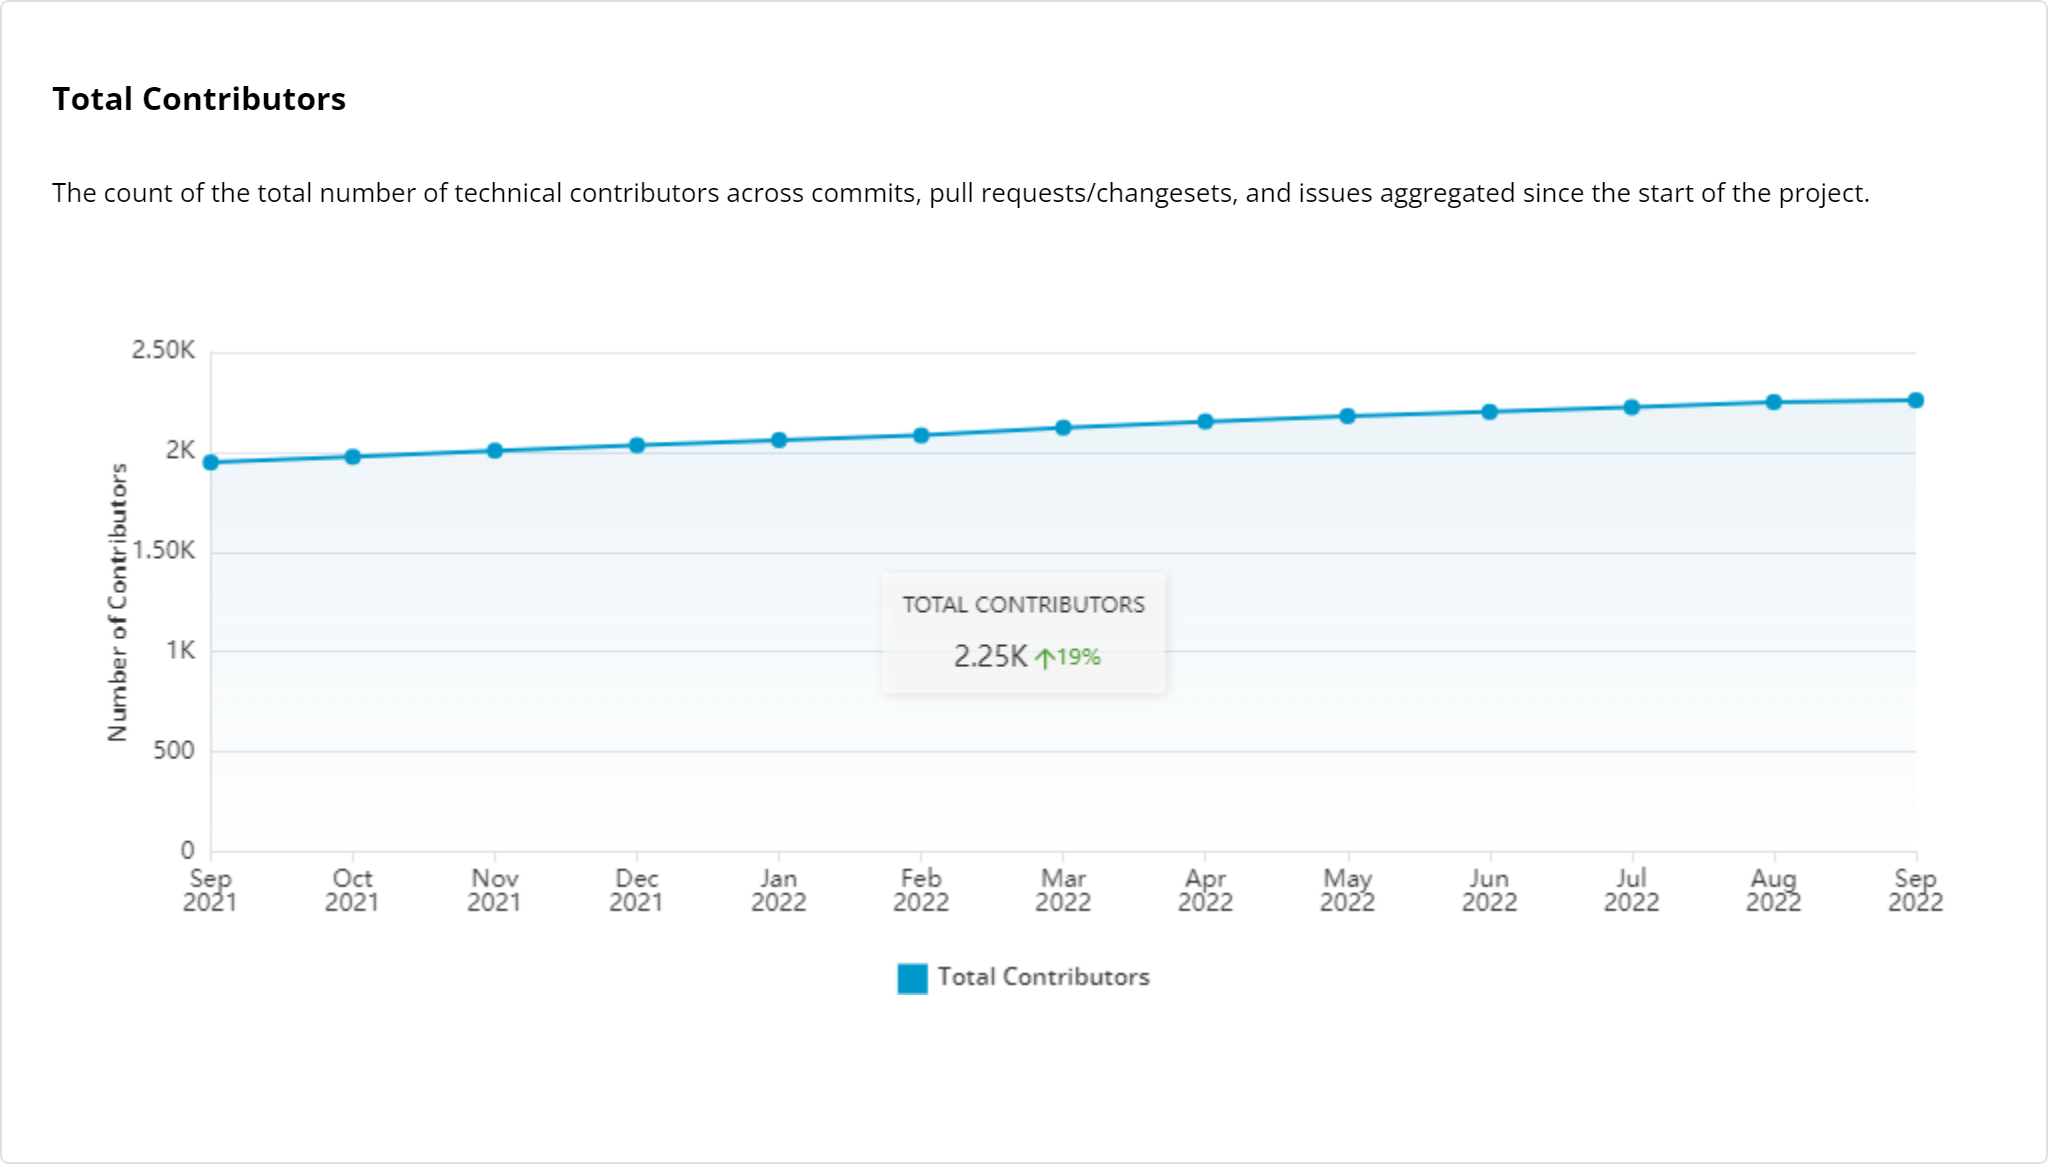 Total Contributors
The count of the total number of technical contributors across commits, pull requests/changesets, and issues aggregated since the start of the project.
2.50K
2K
1.50K
1K
500
0
Number of Contributors
TOTAL CONTRIBUTORS
2.25K ↑19%
Sep Oct Nov Dec Jan Feb Mar Apr May Jun Jul Aug Sep
2021 2021 2021 2021 2022 2022 2022 2022 2022 2022 2022 2022 2022
Total Contributors